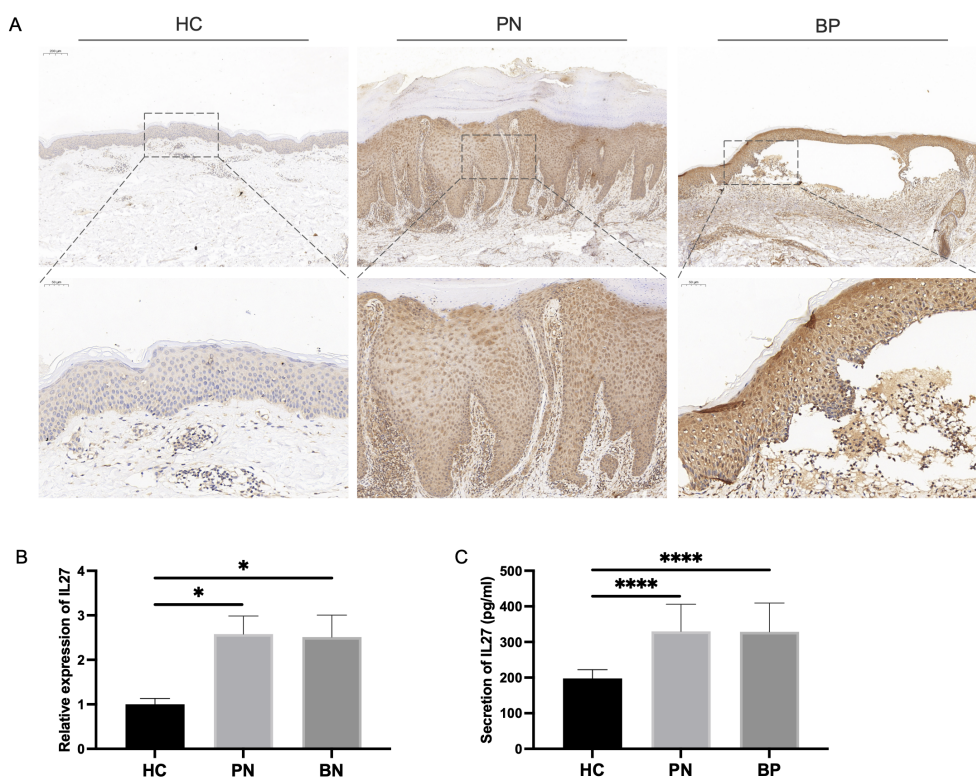 A
HC
PN
BP
B
Relative expression of IL27
4
3
2
1
0
*
*
HC
PN
BN
C
Secretion of IL27 (pg/ml)
500
400
300
200
100
0
****
****
HC
PN
BP